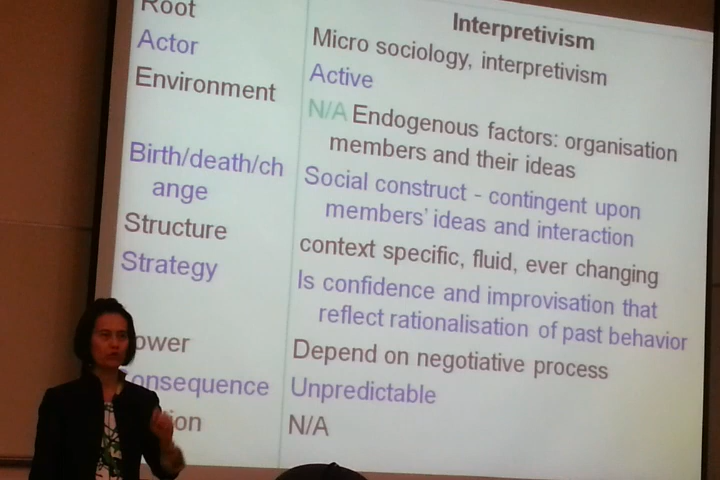 Root
Interpretivism
Actor
Micro sociology, interpretivism
Environment
Active
N/A Endogenous factors: organisation
members and their ideas
Birth/death/ch
ange
Social construct - contingent upon
members' ideas and interaction
Structure
context specific, fluid, ever changing
Strategy
Is confidence and improvisation that
reflect rationalisation of past behavior
ower
Depend on negotiative process
onsequence
Unpredictable
N/A